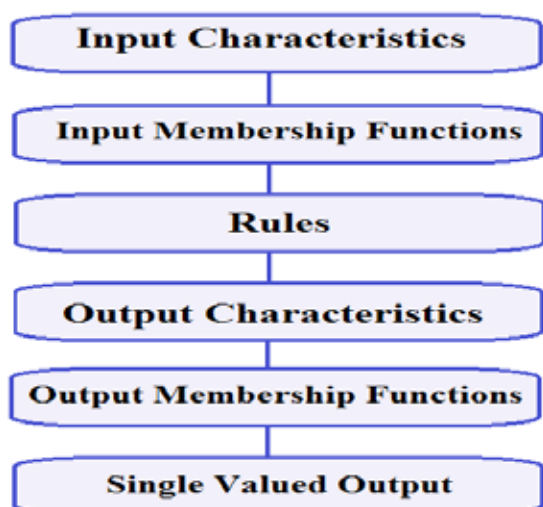 Input Characteristics
Input Membership Functions
Rules
Output Characteristics
Output Membership Functions
Single Valued Output